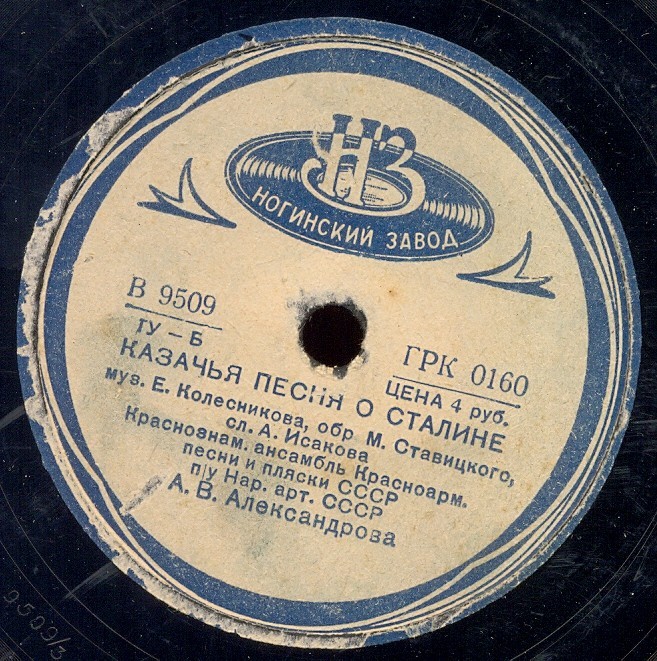 НЗ
НОГИНСКИЙ ЗАВОД
В 9509
IУ – Б
ГРК 0160
ЦЕНА 4 руб.
КАЗАЧЬЯ ПЕСНЯ О СТАЛИНЕ
муз. Е. Колесникова, обр М. Ставицкого,
сл. А. Исакова
Краснознам. ансамбль Красноарм.
песни и пляски СССР
п/у Нар. арт. СССР
А. В. Александрова
9509/3